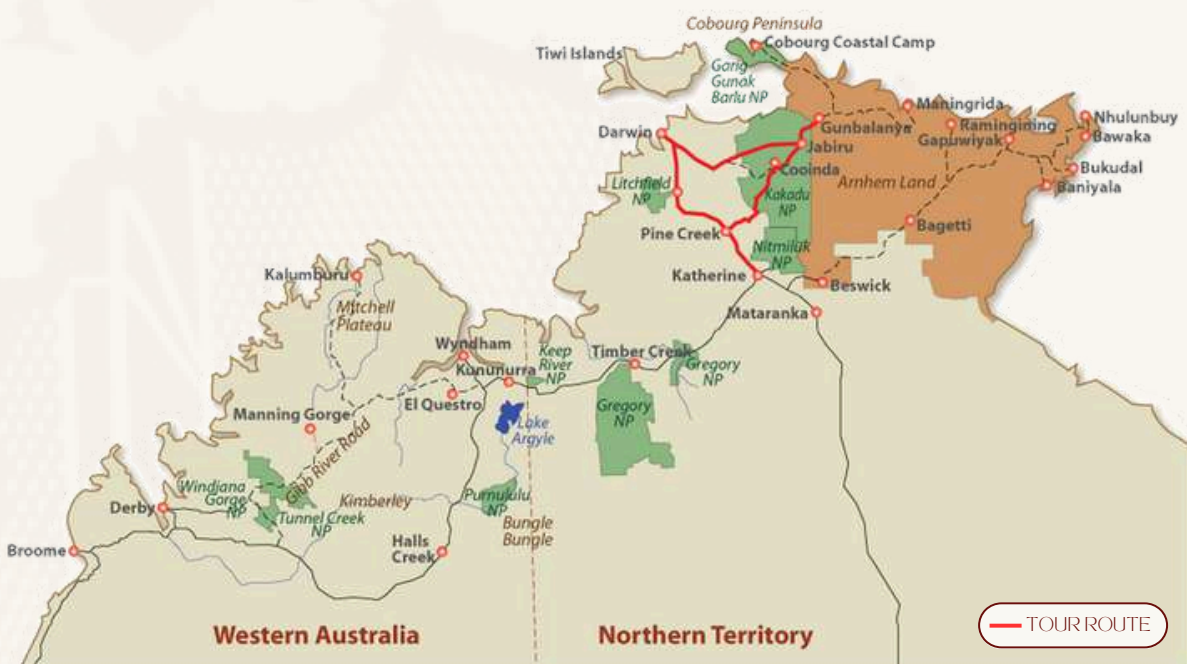 Cobourg Peninsula
Cobourg Coastal Camp
Tiwi Islands
Garig
Gunak
Barlu NP
Maningrida
Nhulunbuy
Darwin
Gunbalanya
Ramingining
Gapuwiyak
Bawaka
Jabiru
Cooinda
Bukudal
Litchfield
NP
Arnhem Land
Baniyala
Kakadu
NP
Pine Creek
Bagetti
Nitmiluk
NP
Kalumburu
Katherine
Beswick
Mitchell
Plateau
Mataranka
Wyndham
Keep
River
NP
Timber Creek
Kununurra
Gregory
NP
El Questro
Gregory
NP
Manning Gorge
Lake
Argyle
Gibb River Road
Windjana
Gorge
NP
Kimberley
Purnululu
NP
Derby
Tunnel Creek
NP
Bungle
Bungle
Halls
Creek
Broome
Western Australia
Northern Territory
TOUR ROUTE